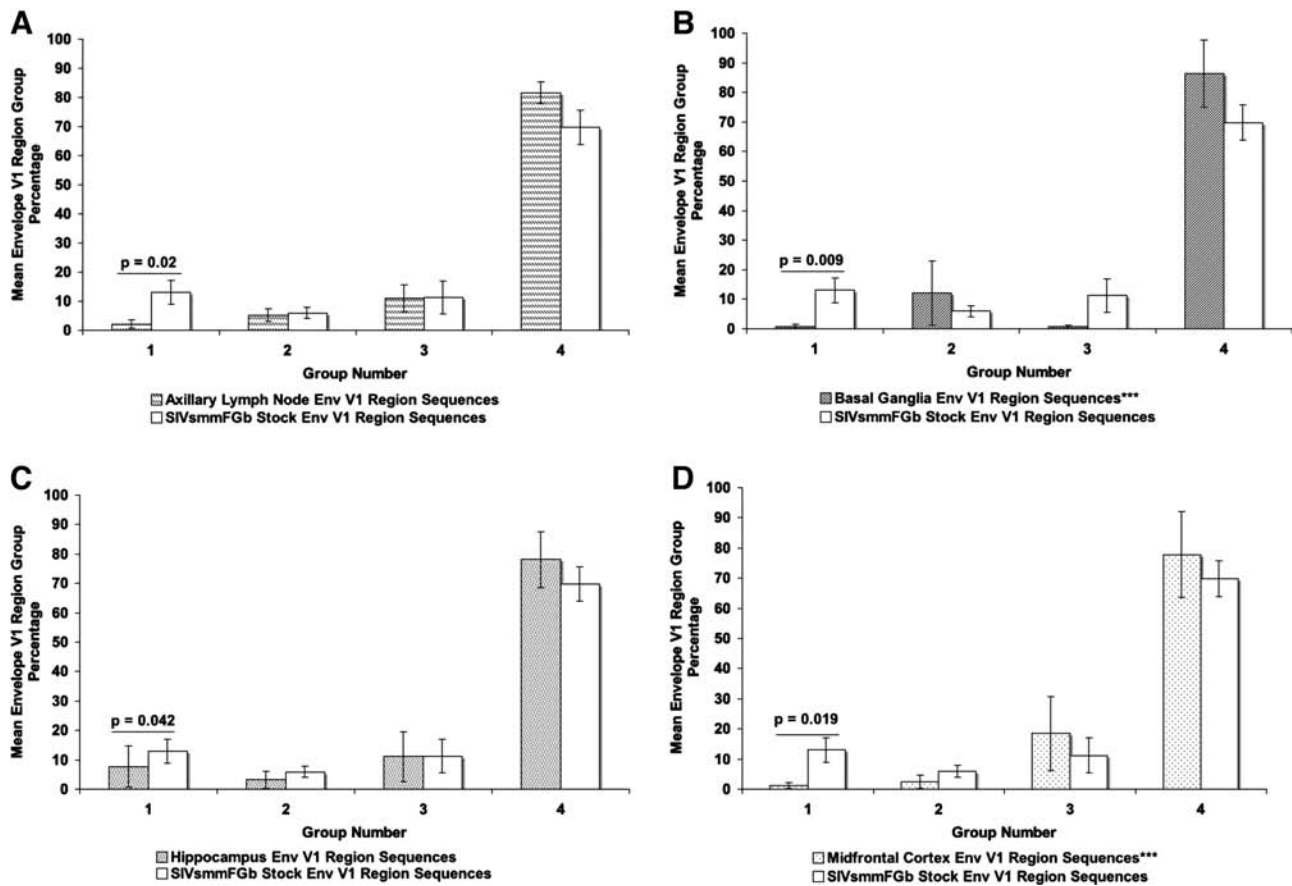 A
Mean Envelope V1 Region Group
Percentage
100
90
80
70
60
50
40
30
20
10
0
p = 0.02
1 2 3 4
Group Number
Axillary Lymph Node Env V1 Region Sequences
SIVsmmFGb Stock Env V1 Region Sequences
B
Mean Envelope V1 Region Group
Percentage
100
90
80
70
60
50
40
30
20
10
0
p = 0.009
1 2 3 4
Group Number
Basal Ganglia Env V1 Region Sequences***
SIVsmmFGb Stock Env V1 Region Sequences
C
Mean Envelope V1 Region Group
Percentage
100
90
80
70
60
50
40
30
20
10
0
p = 0.042
1 2 3 4
Group Number
Hippocampus Env V1 Region Sequences
SIVsmmFGb Stock Env V1 Region Sequences
D
Mean Envelope V1 Region Group
Percentage
100
90
80
70
60
50
40
30
20
10
0
p = 0.019
1 2 3 4
Group Number
Midfrontal Cortex Env V1 Region Sequences***
SIVsmmFGb Stock Env V1 Region Sequences